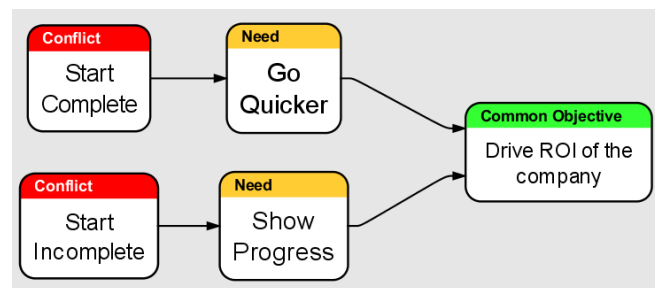 Conflict
Start
Complete
Need
Go
Quicker
Common Objective
Drive ROI of the
company
Conflict
Start
Incomplete
Need
Show
Progress